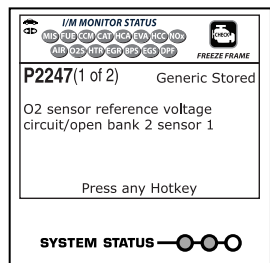 I/M MONITOR STATUS
MIS FUE CCM CAT HCA EVA HCC NOx
AIR O2S HTR EGR BPS EGS DPF
CHECK
FREEZE FRAME
P2247(1 of 2) Generic Stored
O2 sensor reference voltage
circuit/open bank 2 sensor 1
Press any Hotkey
SYSTEM STATUS